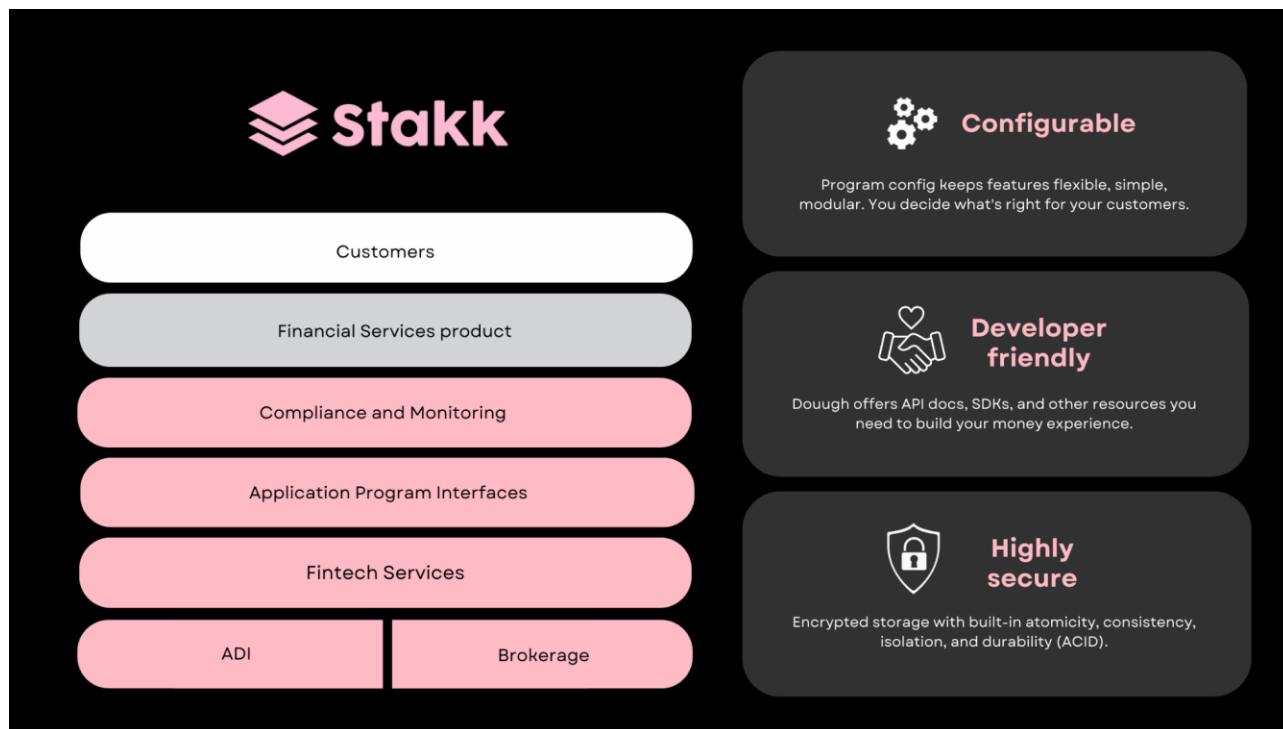 Stakk
Customers
Financial Services product
Compliance and Monitoring
Application Program Interfaces
Fintech Services
ADI
Brokerage
Configurable
Program config keeps features flexible, simple,
modular. You decide what's right for your customers.
Developer
friendly
Douugh offers API docs, SDKs, and other resources you
need to build your money experience.
Highly
secure
Encrypted storage with built-in atomicity, consistency,
isolation, and durability (ACID).